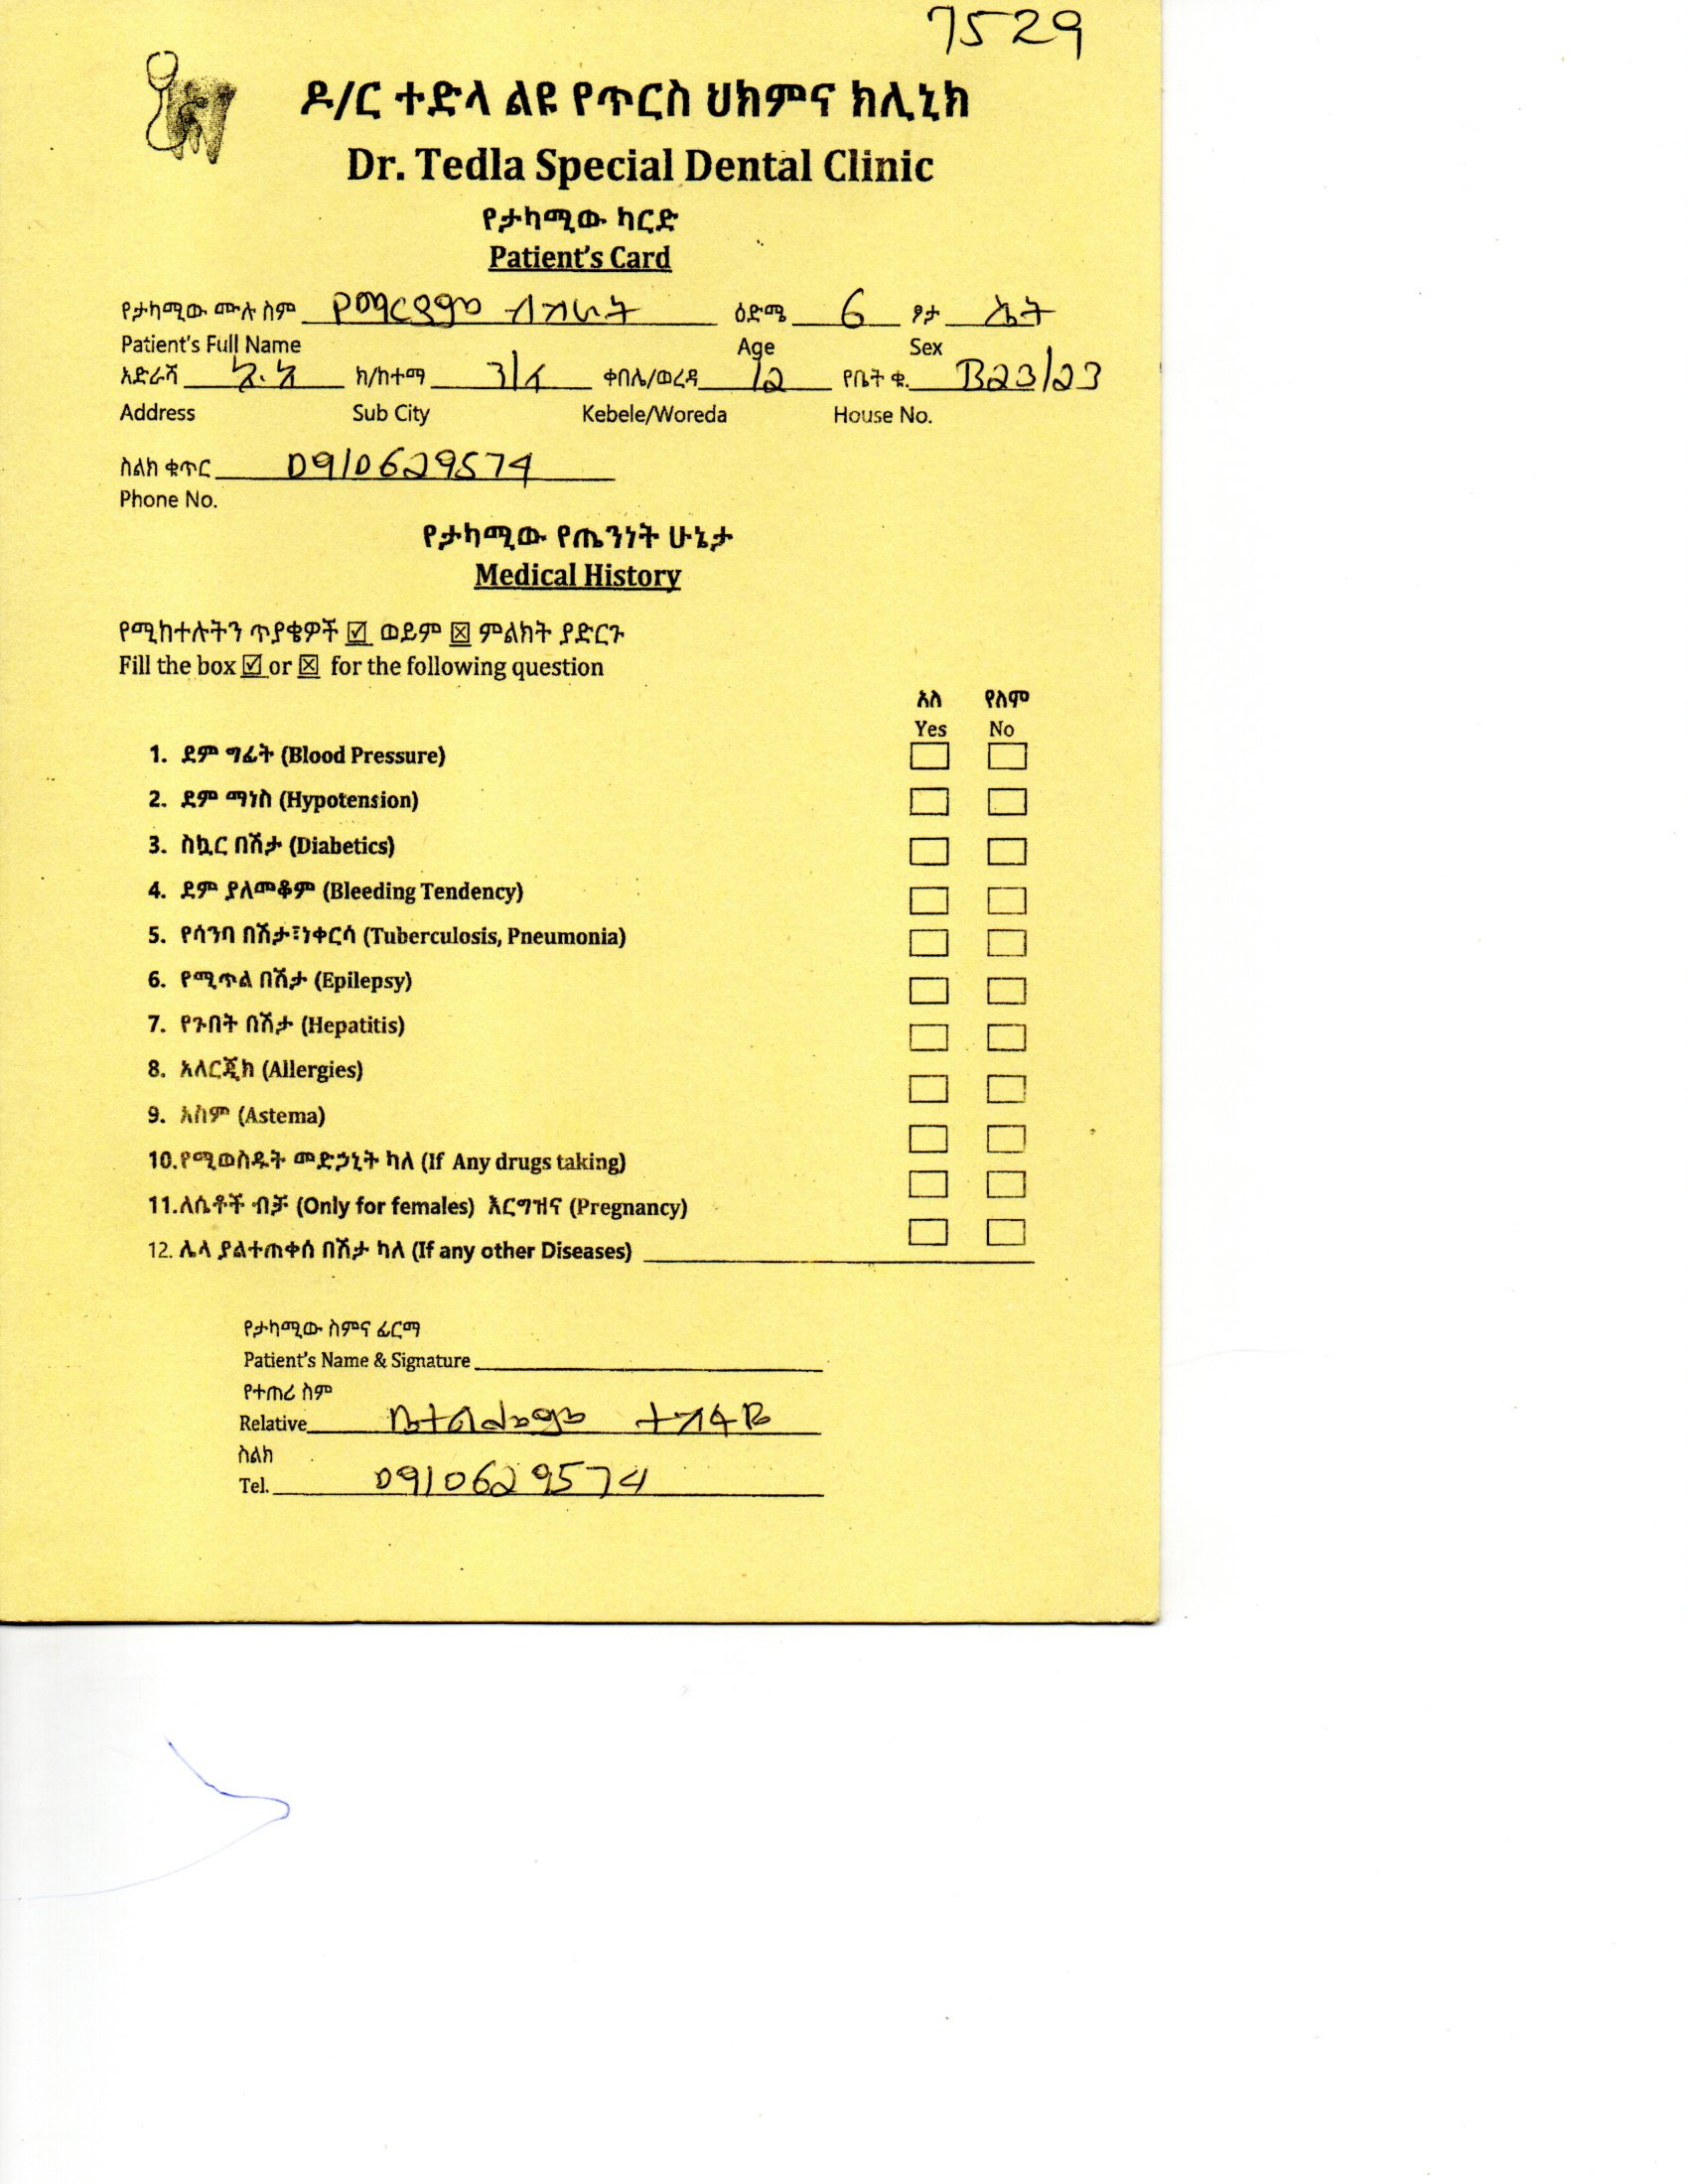 7529
ዶ/ር ተድላ ልዩ የጥርስ ህክምና ክሊኒክ
Dr. Tedla Special Dental Clinic
የታካሚው ካርድ
Patient's Card
የታካሚው ሙሉ ስም የማርያም ብስራት ዕድሜ 6 ፆታ ሴት
Patient's Full Name Age Sex
አድራሻ አ.አ ክ/ከተማ ቀበሌ/ወረዳ 12 የቤት ቁ. B23/23
Address Sub City Kebele/Woreda House No.
ስልክ ቁጥር 0910629574
Phone No.
የታካሚው የጤንነት ሁኔታ
Medical History
የሚከተሉትን ጥያቄዎች ☑ ወይም ☒ ምልክት ያድርጉ
Fill the box ☑ or ☒ for the following question
አለ የለም
Yes No
1. ደም ግፊት (Blood Pressure)
2. ደም ማነስ (Hypotension)
3. ስኳር በሽታ (Diabetics)
4. ደም ያለመቆም (Bleeding Tendency)
5. የሳንባ በሽታ፣ነቀርሳ (Tuberculosis, Pneumonia)
6. የሚጥል በሽታ (Epilepsy)
7. የጉበት በሽታ (Hepatitis)
8. አለርጂክ (Allergies)
9. አስም (Astema)
10.የሚወስዱት መድኃኒት ካለ (If Any drugs taking)
11.ለሴቶች ብቻ (Only for females) እርግዝና (Pregnancy)
12. ሌላ ያልተጠቀሰ በሽታ ካለ (If any other Diseases)
የታካሚው ስምና ፊርማ
Patient's Name & Signature
የተጠሪ ስም
Relative ቤተልሔም ተስፋዬ
ስልክ
Tel. 0910629574